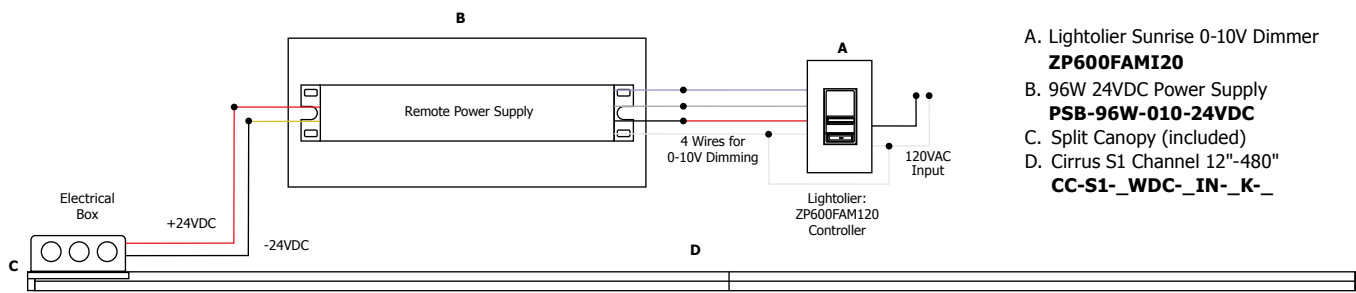 B
A
Remote Power Supply
4 Wires for
0-10V Dimming
120VAC
Input
Lightolier:
ZP600FAM120
Controller
Electrical
Box
+24VDC
-24VDC
C
D
A. Lightolier Sunrise 0-10V Dimmer
ZP600FAMI20
B. 96W 24VDC Power Supply
PSB-96W-010-24VDC
C. Split Canopy (included)
D. Cirrus S1 Channel 12"-480"
CC-S1-_WDC-_IN-_K-_